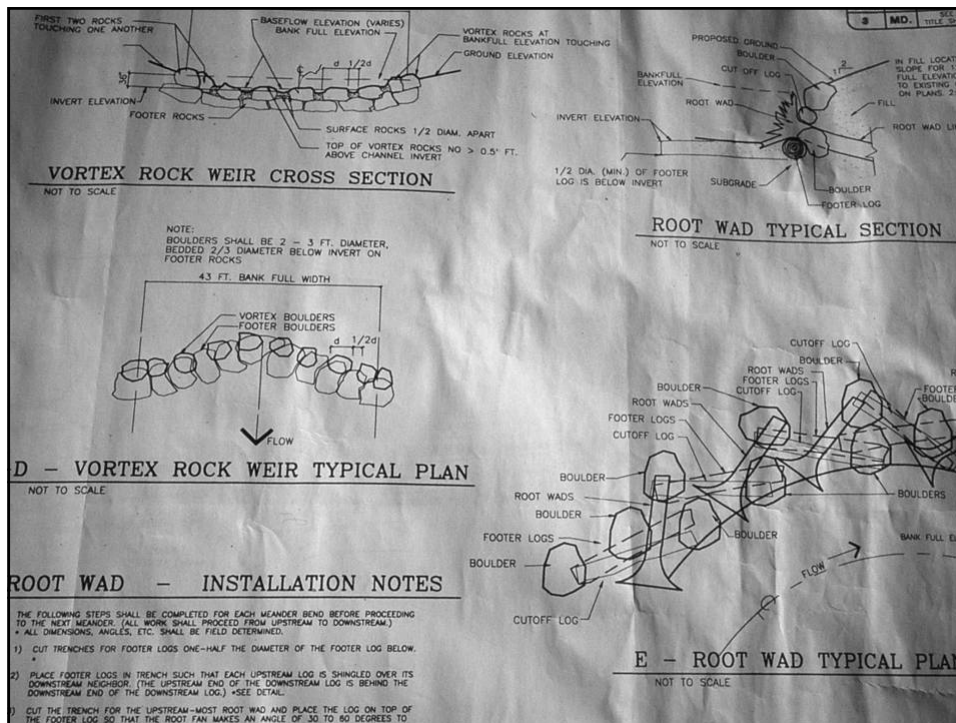 FIRST TWO ROCKS
TOUCHING ONE ANOTHER
BASEFLOW ELEVATION (VARIES)
BANK FULL ELEVATION
VORTEX ROCKS AT
BANKFULL ELEVATION TOUCHING
GROUND ELEVATION
d
1/2d
36"
INVERT ELEVATION
FOOTER ROCKS
SURFACE ROCKS 1/2 DIAM. APART
TOP OF VORTEX ROCKS NO > 0.5' FT.
ABOVE CHANNEL INVERT
VORTEX ROCK WEIR CROSS SECTION
NOT TO SCALE
3
MD.
SEE
TITLE
PROPOSED GROUND
BOULDER
CUT OFF LOG
BANKFULL
ELEVATION
ROOT WAD
INVERT ELEVATION
1
2
IN FILL
SLOPE FOR
FULL
TO EXISTING
ON PLANS.
FILL
ROOT WAD
1/2 DIA. (MIN.) OF FOOTER
LOG IS BELOW INVERT
SUBGRADE
BOULDER
FOOTER LOG
ROOT WAD TYPICAL SECTION
NOT TO SCALE
NOTE:
BOULDERS SHALL BE 2 - 3 FT. DIAMETER,
BEDDED 2/3 DIAMETER BELOW INVERT ON
FOOTER ROCKS
43 FT. BANK FULL WIDTH
VORTEX BOULDERS
FOOTER BOULDERS
d
1/2d
FLOW
D - VORTEX ROCK WEIR TYPICAL PLAN
NOT TO SCALE
CUTOFF LOG
BOULDER
ROOT WADS
FOOTER LOGS
CUTOFF LOG
BOULDER
ROOT WADS
FOOTER LOGS
CUTOFF LOG
BOULDER
ROOT WADS
BOULDER
FOOTER LOGS
BOULDER
CUTOFF LOG
BOULDER
BOULDERS
FOOTER
BOULDERS
BANK FULL
FLOW
E - ROOT WAD TYPICAL PLAN
NOT TO SCALE
ROOT WAD - INSTALLATION NOTES
THE FOLLOWING STEPS SHALL BE COMPLETED FOR EACH MEANDER BEND BEFORE PROCEEDING
TO THE NEXT MEANDER. (ALL WORK SHALL PROCEED FROM UPSTREAM TO DOWNSTREAM.)
* ALL DIMENSIONS, ANGLES, ETC. SHALL BE FIELD DETERMINED.
1) CUT TRENCHES FOR FOOTER LOGS ONE-HALF THE DIAMETER OF THE FOOTER LOG BELOW.
*
2) PLACE FOOTER LOGS IN TRENCH SUCH THAT EACH UPSTREAM LOG IS SHINGLED OVER ITS
DOWNSTREAM NEIGHBOR. (THE UPSTREAM END OF THE DOWNSTREAM LOG IS BEHIND THE
DOWNSTREAM END OF THE DOWNSTREAM LOG.) *SEE DETAIL.
) CUT THE TRENCH FOR THE UPSTREAM-MOST ROOT WAD AND PLACE THE LOG ON TOP OF
THE FOOTER LOG SO THAT THE ROOT FAN MAKES AN ANGLE OF 30 TO 60 DEGREES TO